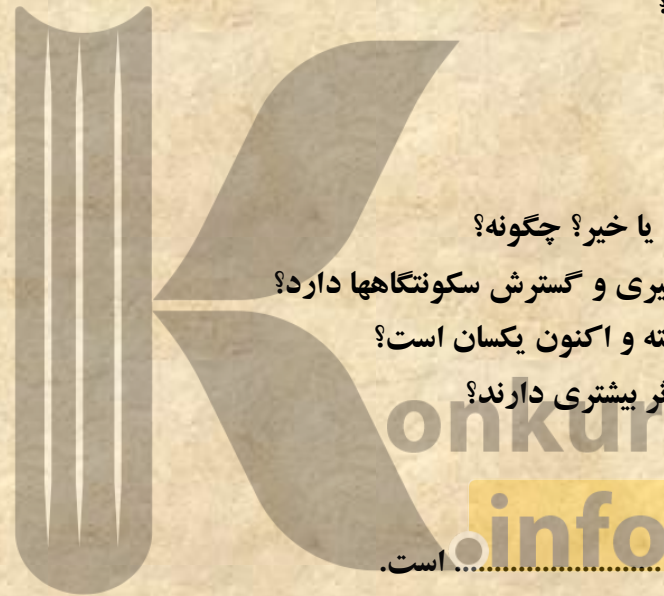 ؟
یا خیر؟ چگونه؟
یری و گسترش سکونتگاهها دارد؟
ته و اکنون یکسان است؟
ثر بیشتری دارند؟
onkur
.info
........................ است.